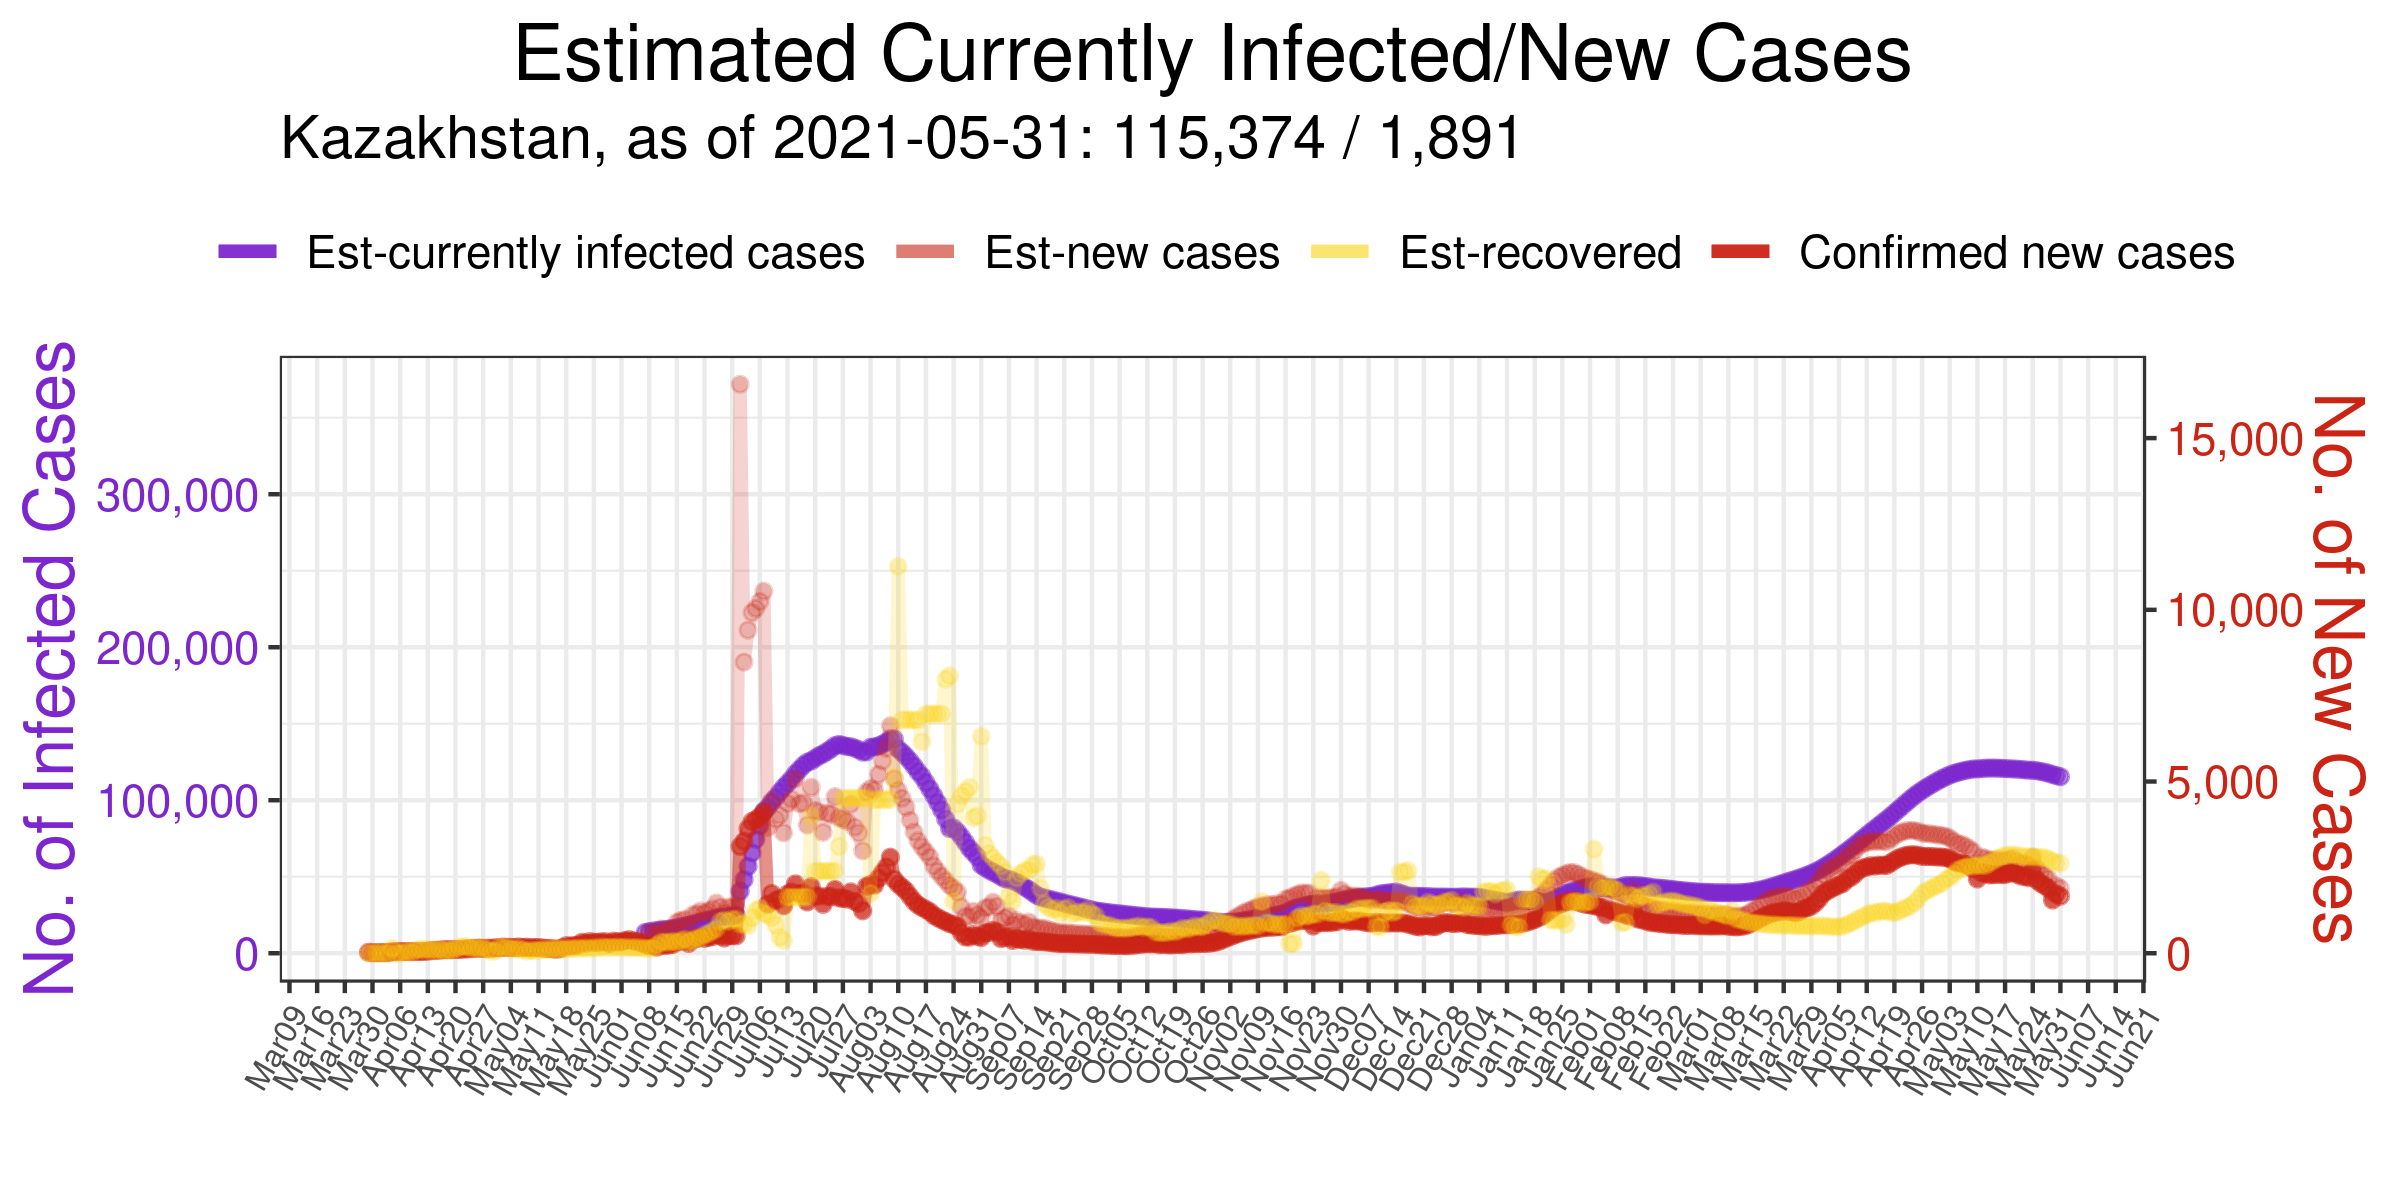 Estimated Currently Infected/New Cases
Kazakhstan, as of 2021-05-31: 115,374 / 1,891
Est-currently infected cases Est-new cases Est-recovered Confirmed new cases
No. of Infected Cases
300,000
200,000
100,000
0
15,000
10,000
5,000
0
No. of New Cases
Mar09 Mar16 Mar23 Mar30 Apr06 Apr13 Apr20 Apr27 May04 May11 May18 May25 Jun01 Jun08 Jun15 Jun22 Jun29 Jul06 Jul13 Jul20 Jul27 Aug03 Aug10 Aug17 Aug24 Aug31 Sep07 Sep14 Sep21 Sep28 Oct05 Oct12 Oct19 Oct26 Nov02 Nov09 Nov16 Nov23 Nov30 Dec07 Dec14 Dec21 Dec28 Jan04 Jan11 Jan18 Jan25 Feb01 Feb08 Feb15 Feb22 Mar01 Mar08 Mar15 Mar22 Mar29 Apr05 Apr12 Apr19 Apr26 May03 May10 May17 May24 May31 Jun07 Jun14 Jun21